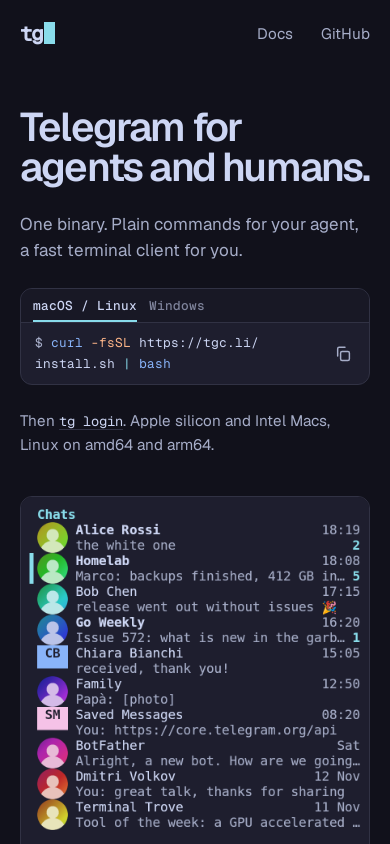 tg
Docs GitHub
Telegram for
agents and humans.
One binary. Plain commands for your agent,
a fast terminal client for you.
macOS / Linux Windows
$ curl -fsSL https://tgc.li/
install.sh | bash
Then tg login. Apple silicon and Intel Macs,
Linux on amd64 and arm64.
Chats
Alice Rossi 18:19
the white one 2
Homelab 18:08
Marco: backups finished, 412 GB in… 5
Bob Chen 17:15
release went out without issues 🎉
Go Weekly 16:20
Issue 572: what is new in the garb… 1
CB Chiara Bianchi 15:05
received, thank you!
Family 12:50
Papà: [photo]
SM Saved Messages 08:20
You: https://core.telegram.org/api
BotFather Sat
Alright, a new bot. How are we going…
Dmitri Volkov 12 Nov
You: great talk, thanks for sharing
Terminal Trove 11 Nov
Tool of the week: a GPU accelerated …